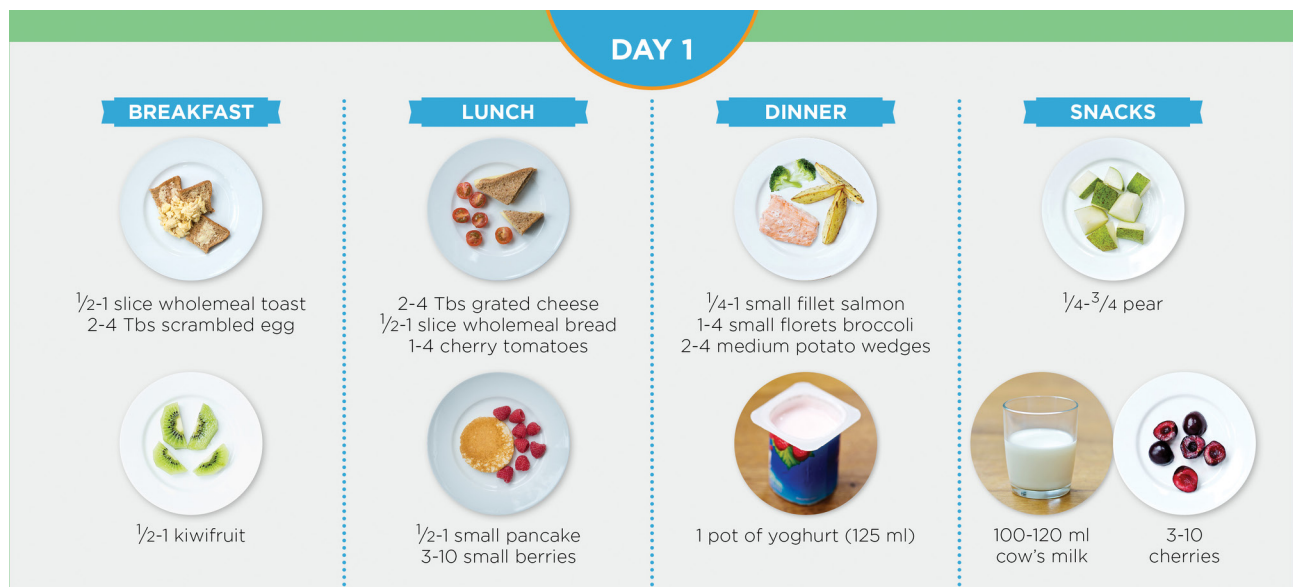 DAY 1
BREAKFAST
½-1 slice wholemeal toast
2-4 Tbs scrambled egg
½-1 kiwifruit
LUNCH
2-4 Tbs grated cheese
½-1 slice wholemeal bread
1-4 cherry tomatoes
½-1 small pancake
3-10 small berries
DINNER
¼-1 small fillet salmon
1-4 small florets broccoli
2-4 medium potato wedges
1 pot of yoghurt (125 ml)
SNACKS
¼-¾ pear
100-120 ml
cow’s milk
3-10
cherries